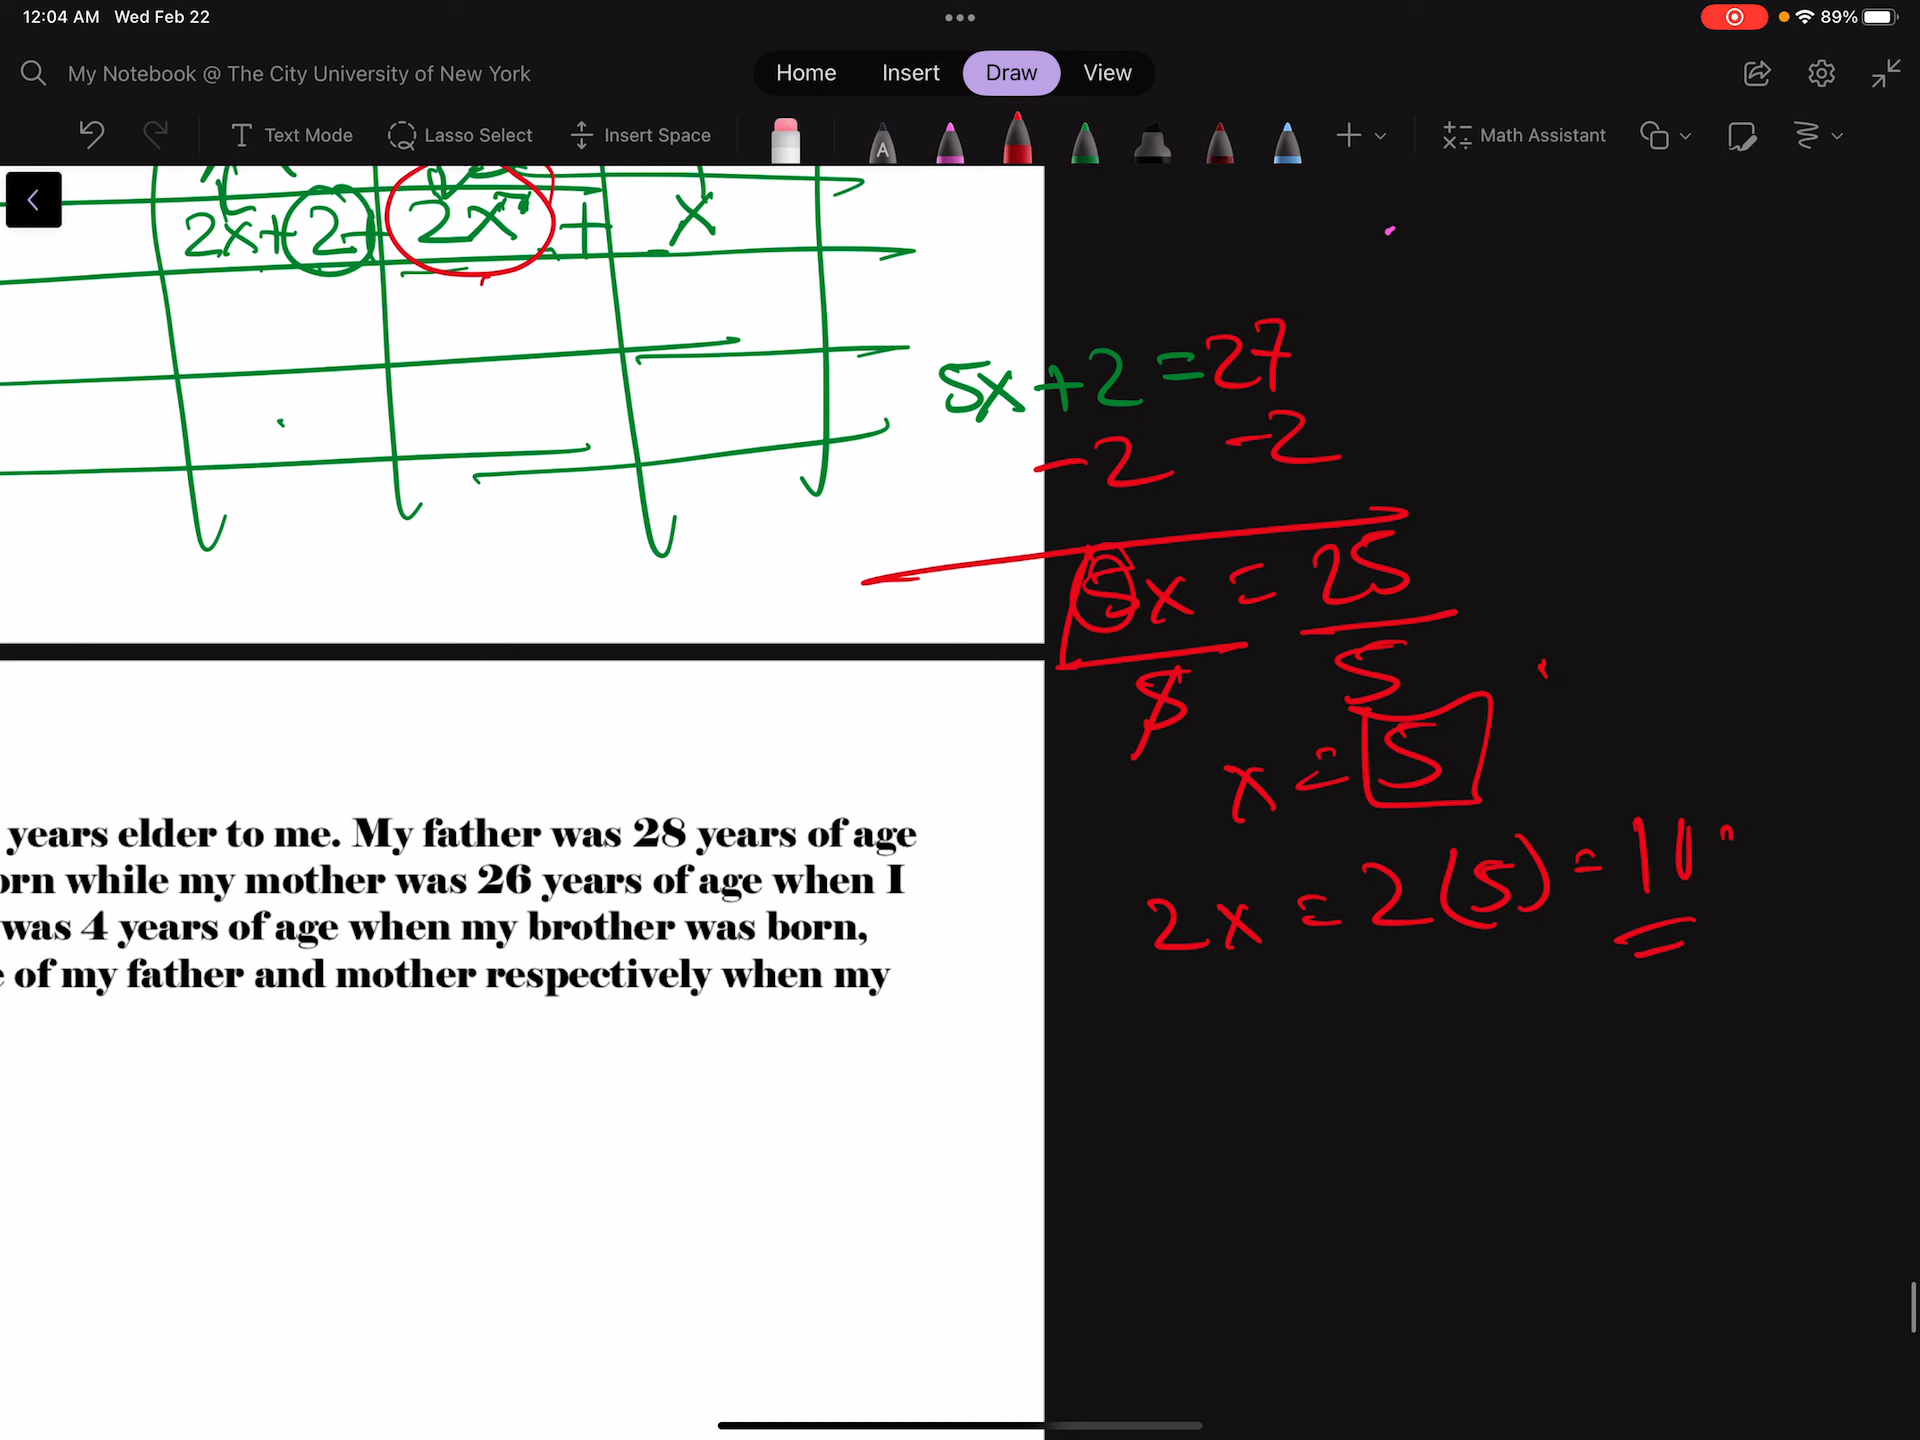 12:04 AM Wed Feb 22
89%
My Notebook @ The City University of New York
Home Insert Draw View
Text Mode Lasso Select Insert Space
A
Math Assistant
2x+2+2x+x
5x+2=27
-2 -2
5x = 25
5 5
x = 5
2x = 2(5) = 10
years elder to me. My father was 28 years of age
orn while my mother was 26 years of age when I
was 4 years of age when my brother was born,
of my father and mother respectively when my